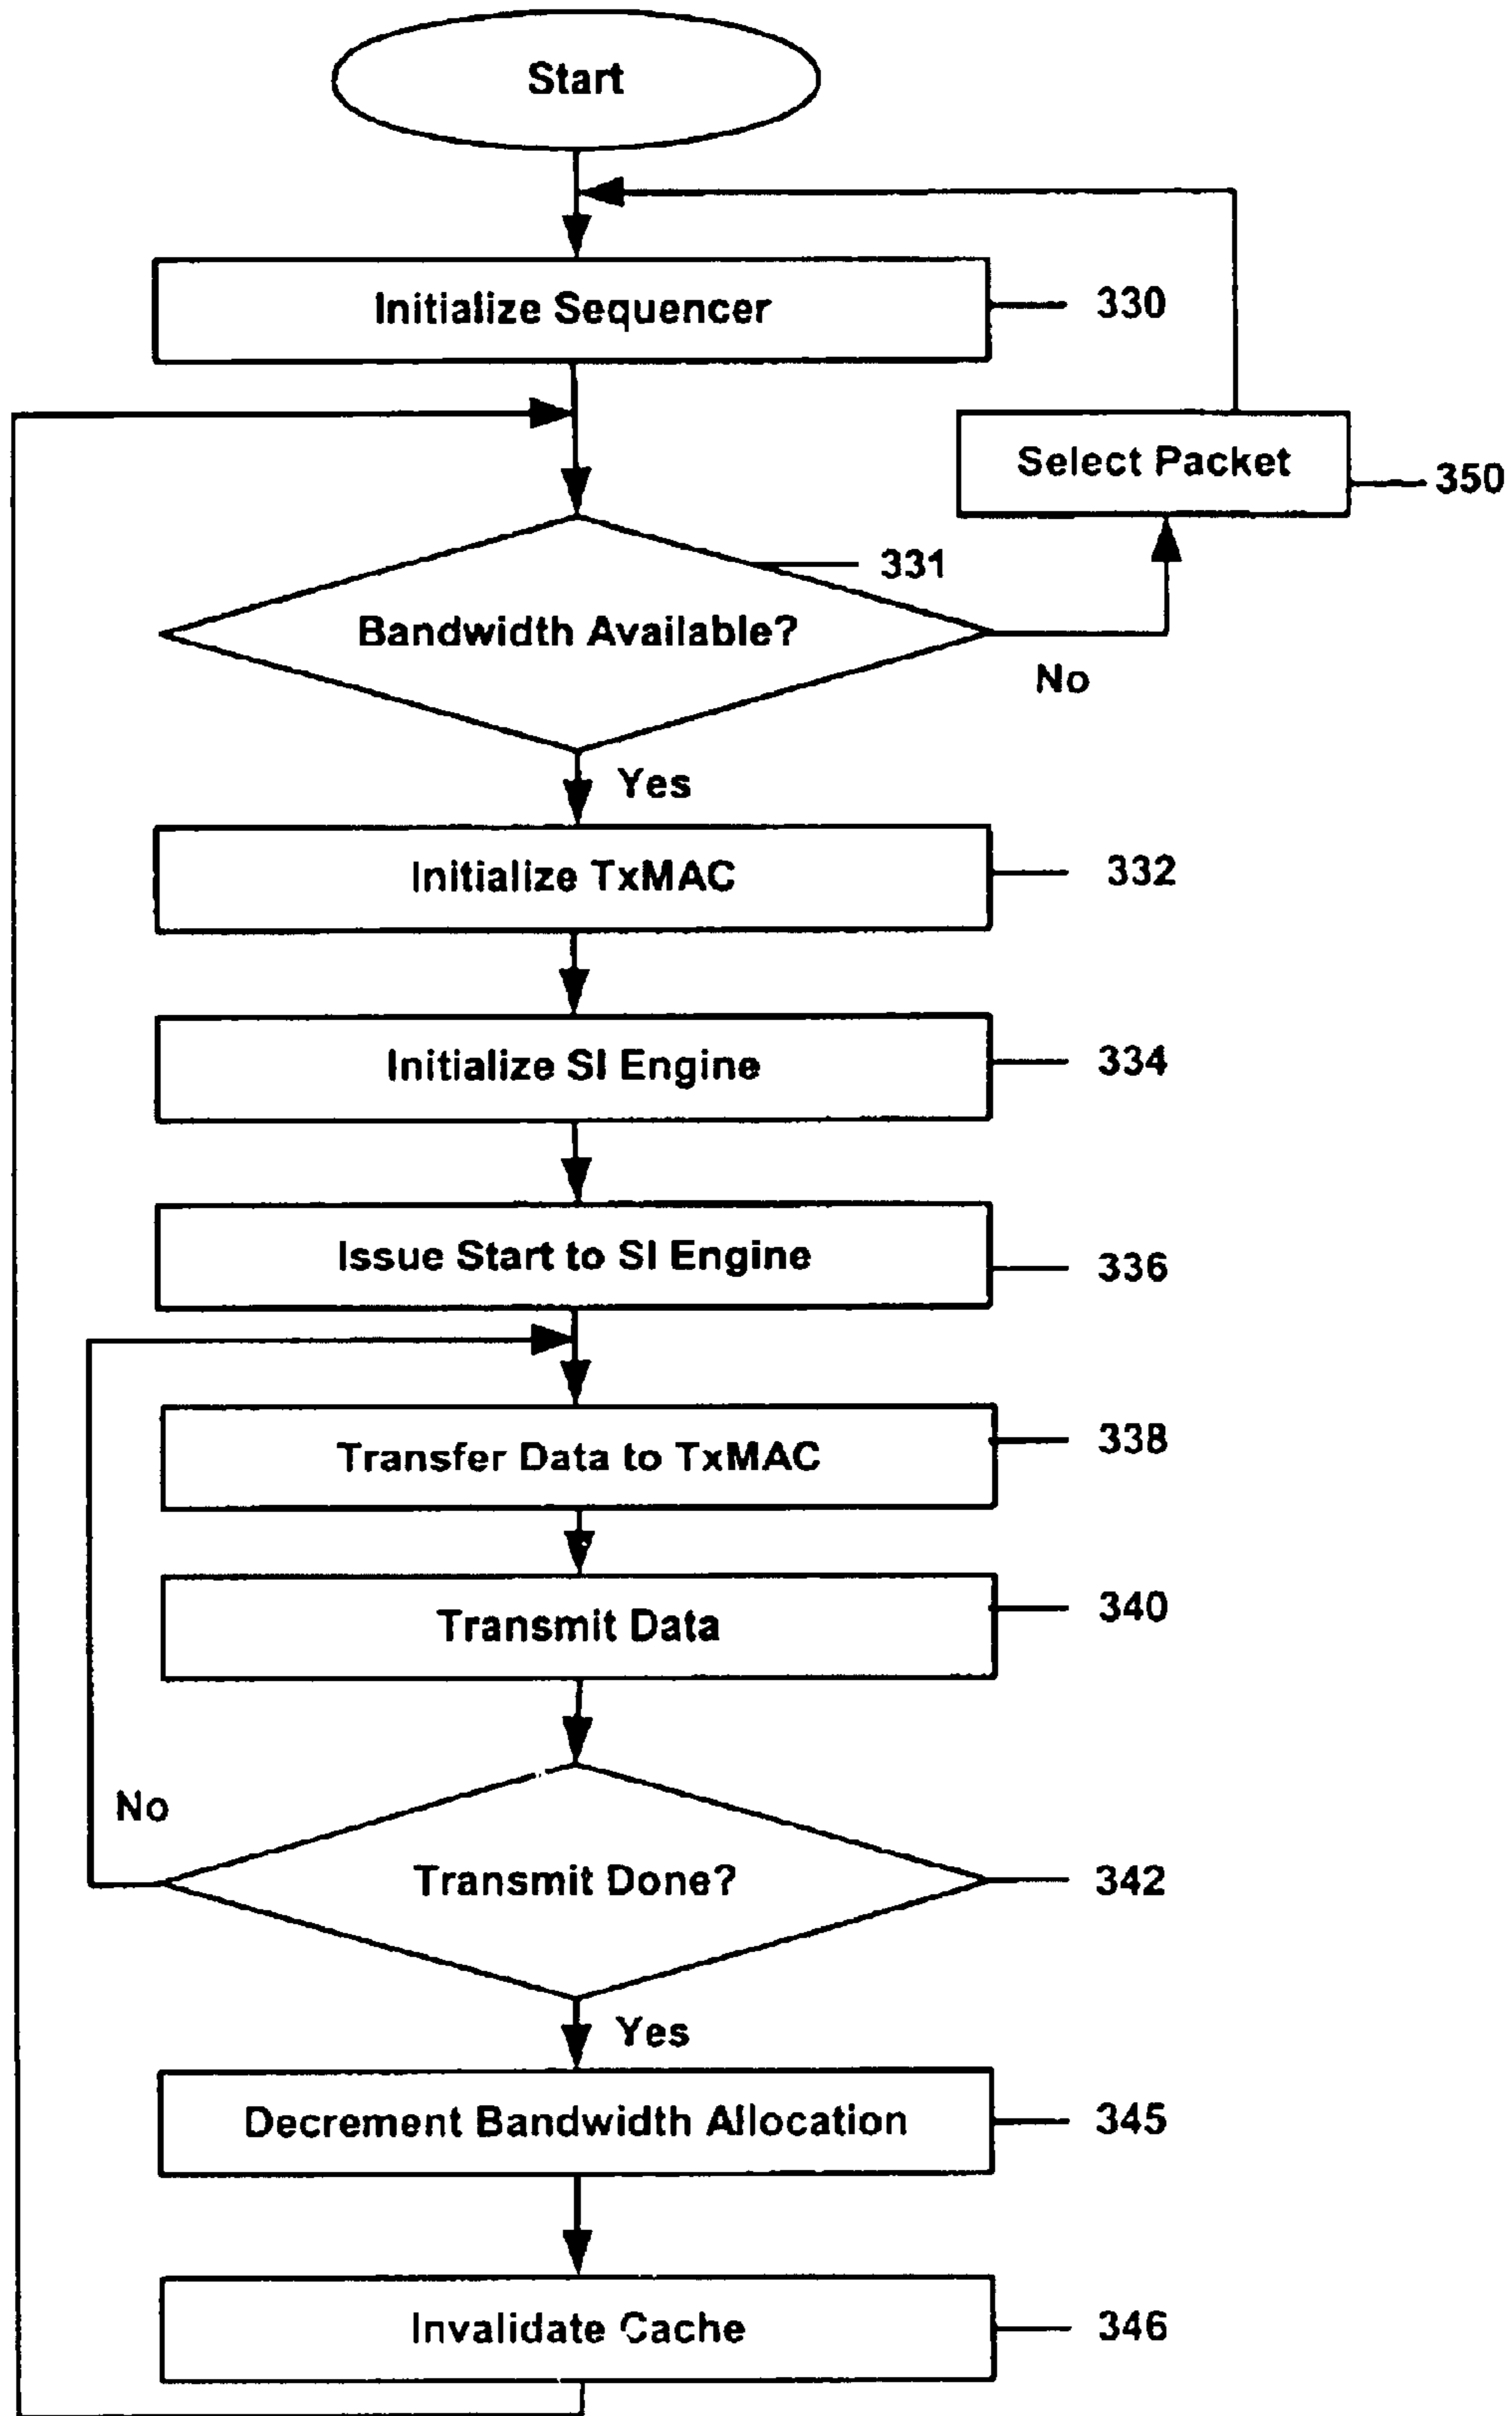 Start
Initialize Sequencer
330
Select Packet
350
331
Bandwidth Available?
No
Yes
Initialize TxMAC
332
Initialize SI Engine
334
Issue Start to SI Engine
336
Transfer Data to TxMAC
338
Transmit Data
340
No
Transmit Done?
342
Yes
Decrement Bandwidth Allocation
345
Invalidate Cache
346